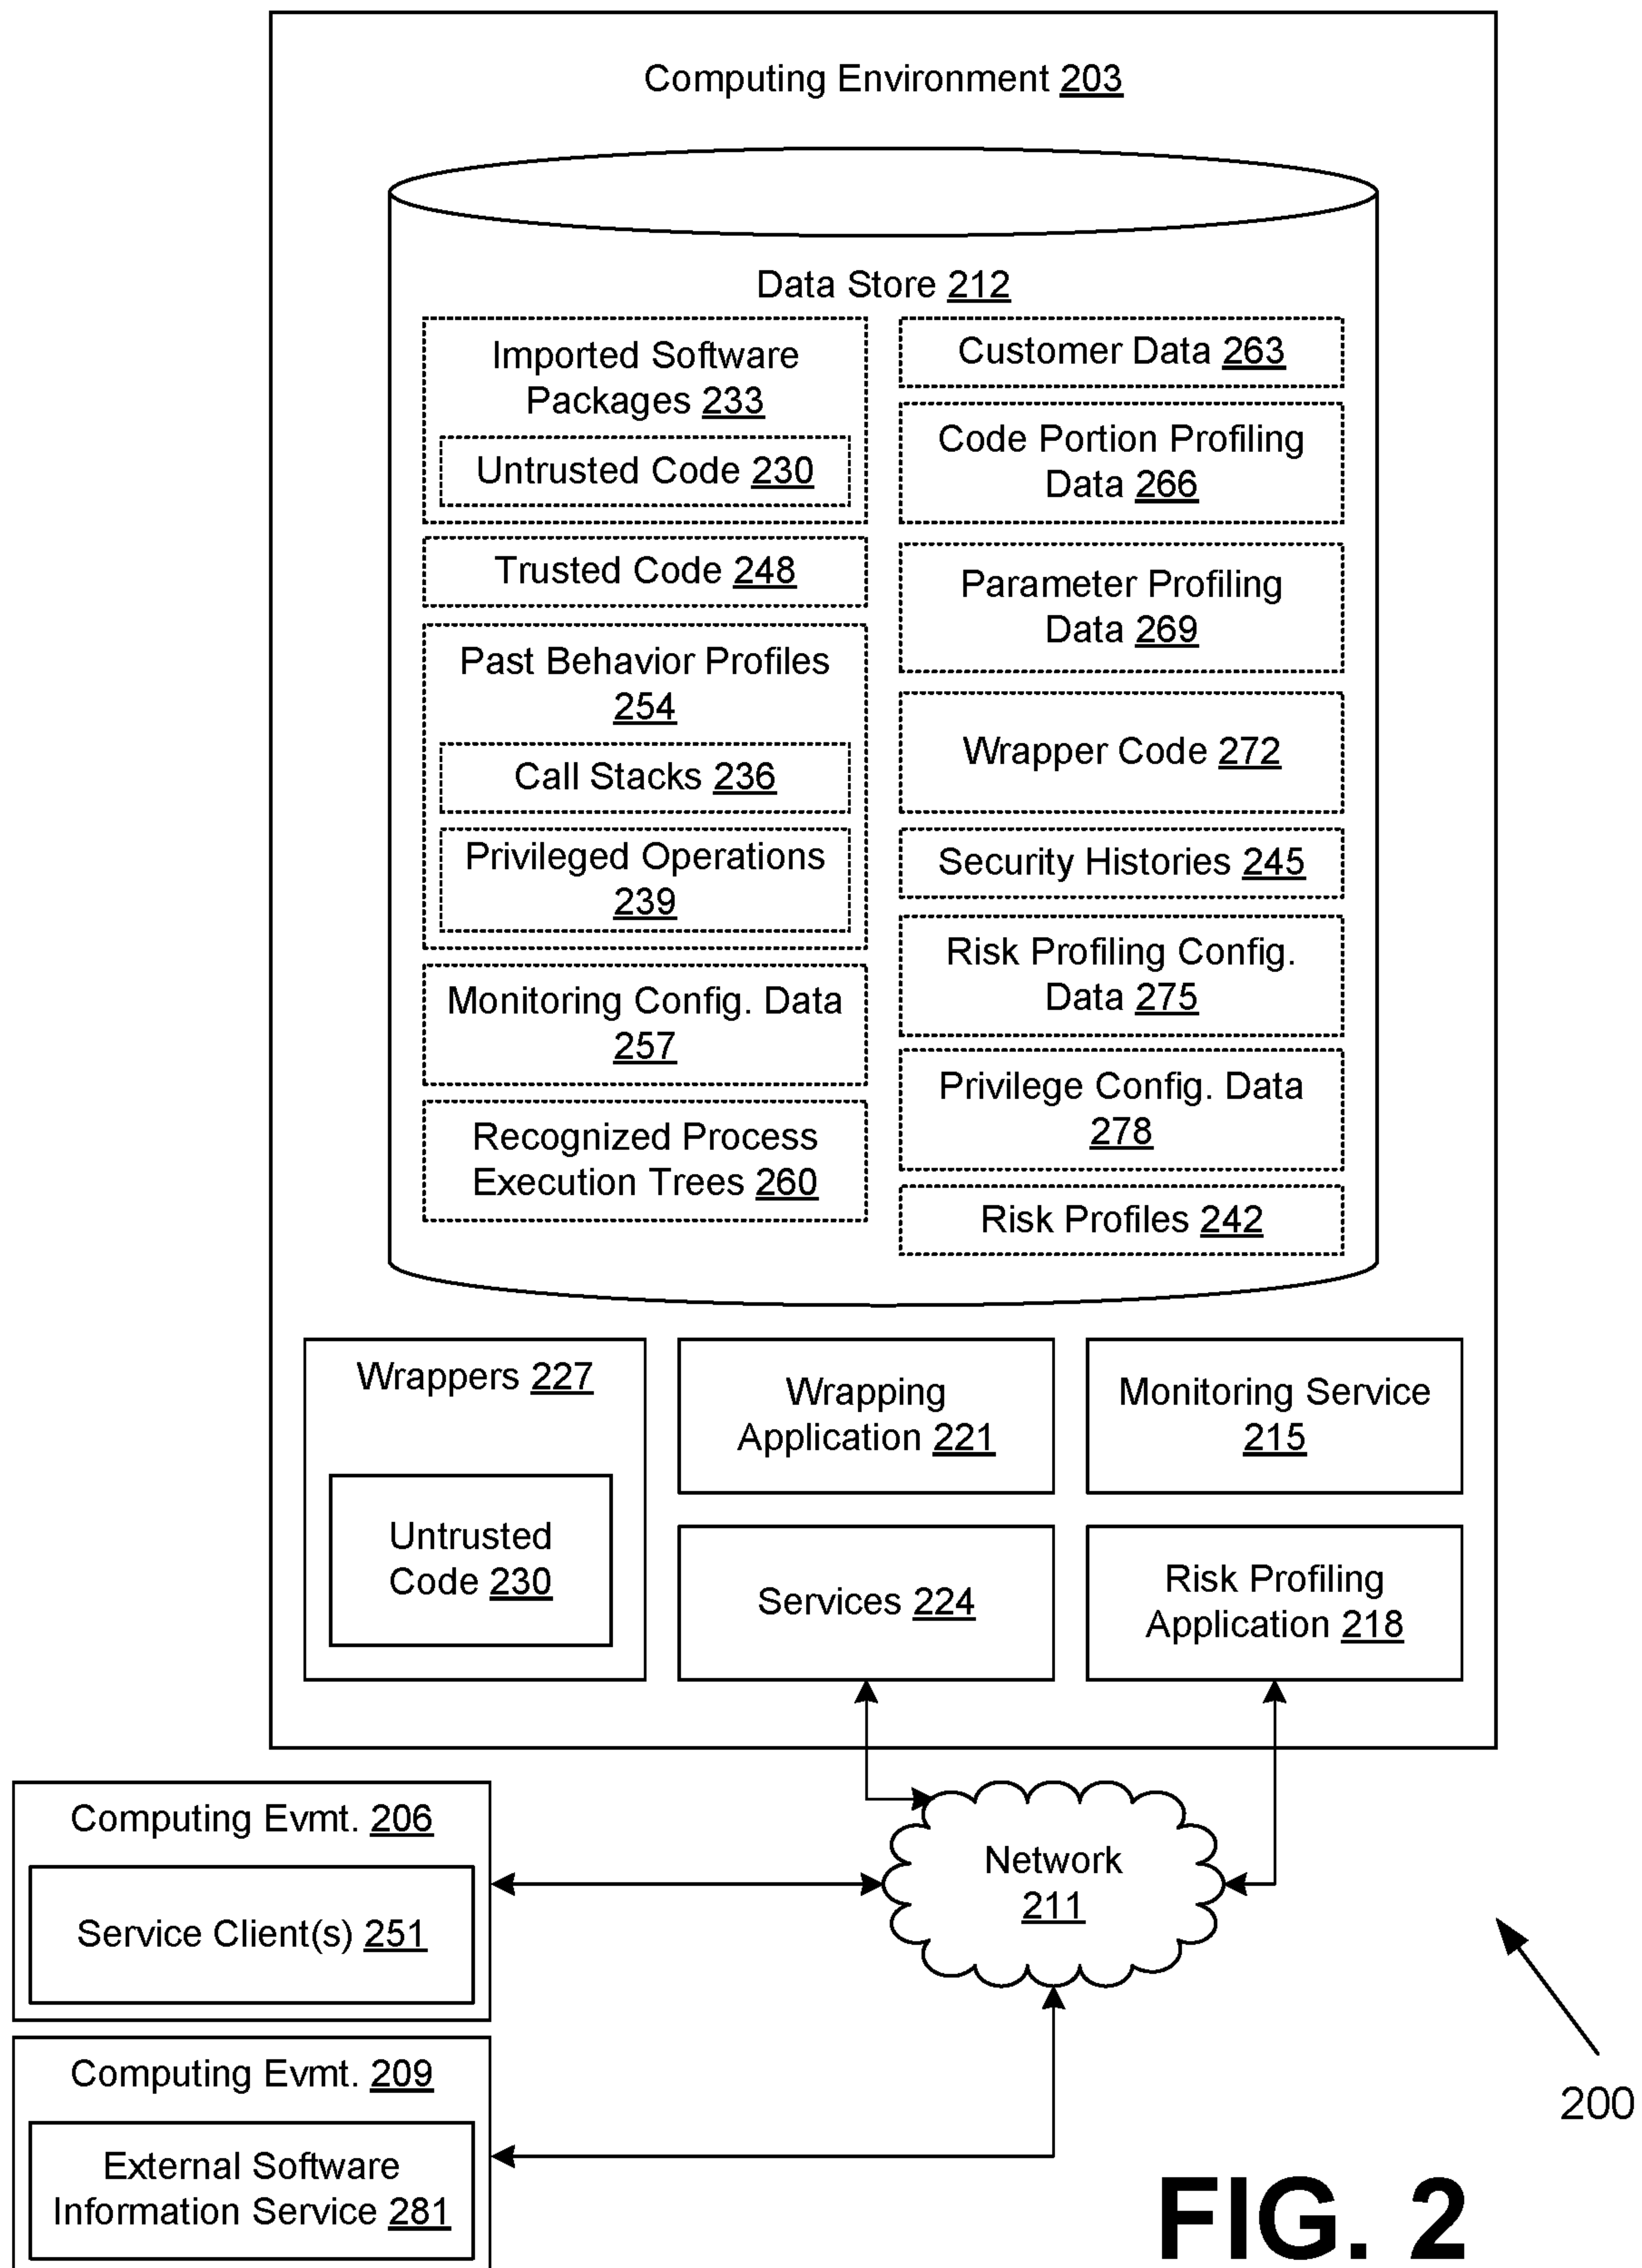 Computing Environment 203
Data Store 212
Imported Software
Packages 233
Untrusted Code 230
Trusted Code 248
Past Behavior Profiles
254
Call Stacks 236
Privileged Operations
239
Monitoring Config. Data
257
Recognized Process
Execution Trees 260
Customer Data 263
Code Portion Profiling
Data 266
Parameter Profiling
Data 269
Wrapper Code 272
Security Histories 245
Risk Profiling Config.
Data 275
Privilege Config. Data
278
Risk Profiles 242
Wrappers 227
Untrusted
Code 230
Wrapping
Application 221
Monitoring Service
215
Services 224
Risk Profiling
Application 218
Computing Evmt. 206
Service Client(s) 251
Network
211
Computing Evmt. 209
External Software
Information Service 281
200
FIG. 2